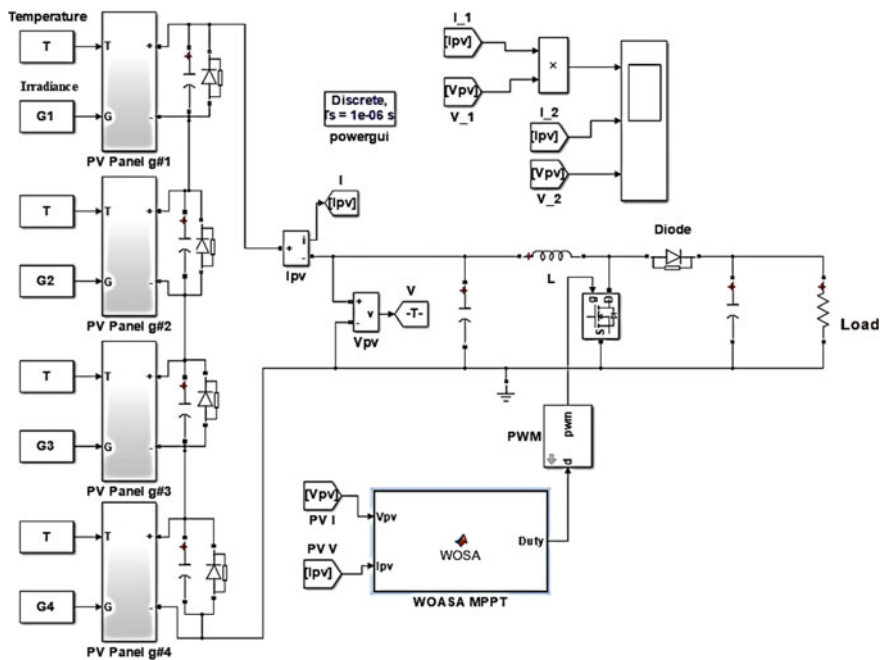 Temperature
T
T
+
Irradiance
G1
G
-
PV Panel g#1
T
T
+
G2
G
-
PV Panel g#2
T
T
+
G3
G
-
PV Panel g#3
T
T
+
G4
G
-
PV Panel g#4
Discrete,
Ts = 1e-06 s
powergui
I_1
[Ipv]
×
[Vpv]
V_1
I_2
[Ipv]
[Vpv]
V_2
I
[Ipv]
+
i
-
Ipv
V
+
v
-
-T-
Vpv
L
Diode
g
D
S
Load
PWM
pwm
d
[Vpv]
PV I
PV V
[Ipv]
Vpv
Ipv
WOSA
Duty
WOASA MPPT